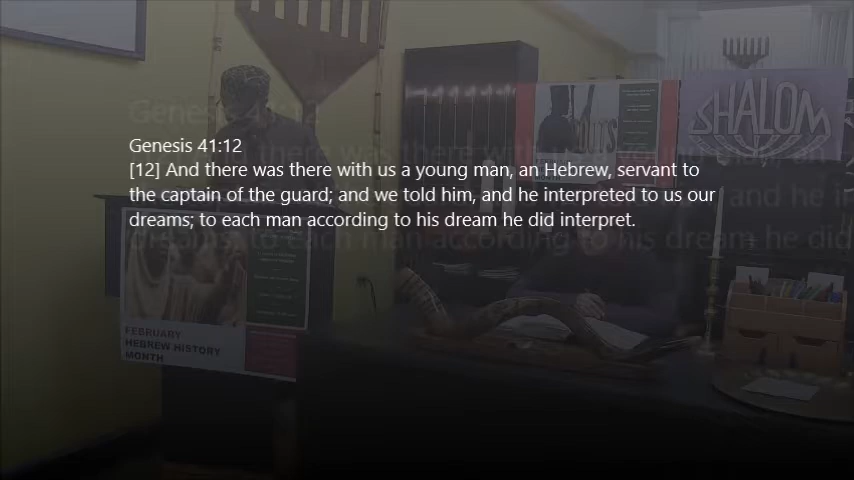 Genesis 41:12
[12] And there was there with us a young man, an Hebrew, servant to
the captain of the guard; and we told him, and he interpreted to us our
dreams; to each man according to his dream he did interpret.
SHALOM
FEBRUARY
HEBREW HISTORY
MONTH